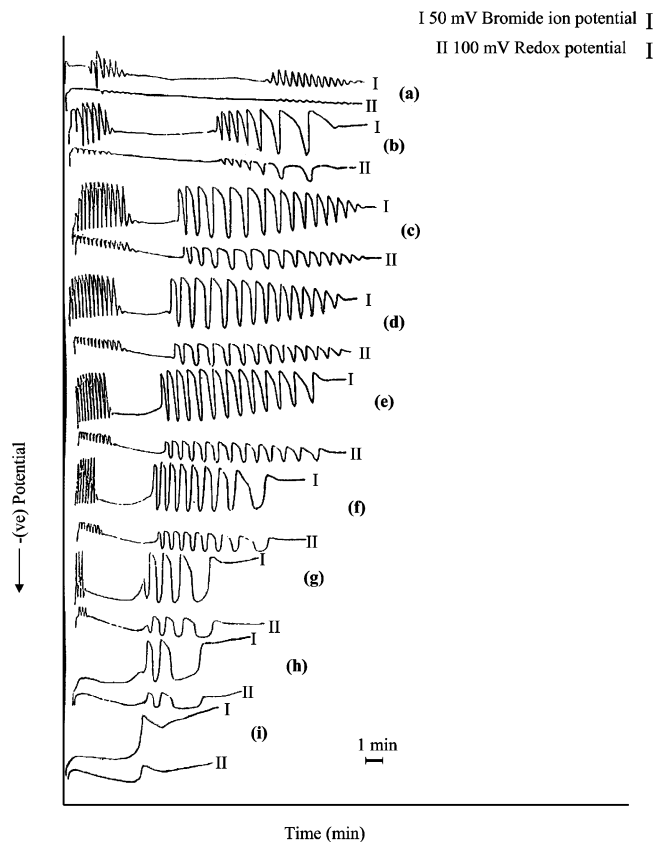 I 50 mV Bromide ion potential I
II 100 mV Redox potential I
I
(a)
II
I
(b)
II
I
(c)
II
I
(d)
II
I
(e)
II
I
(f)
II
I
(g)
II
I
(h)
II
I
(i)
II
1 min
-(ve) Potential
Time (min)